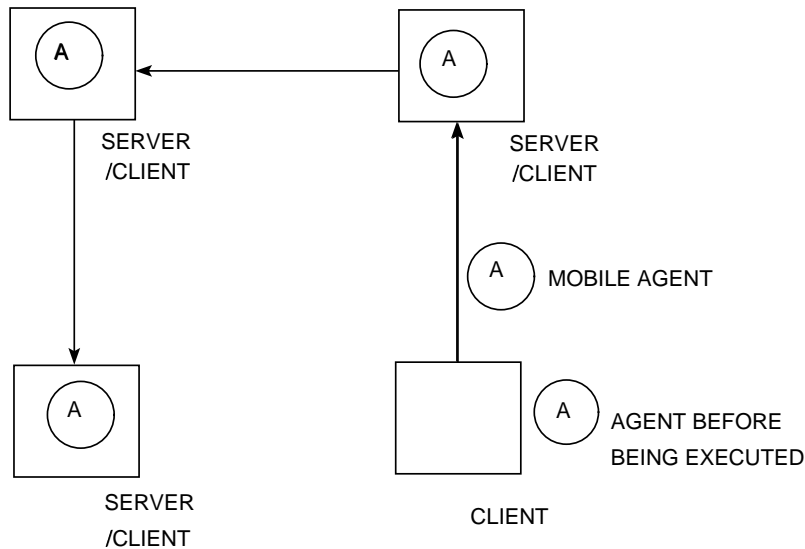 A
A
SERVER
/CLIENT
SERVER
/CLIENT
A
MOBILE AGENT
A
A
AGENT BEFORE
BEING EXECUTED
SERVER
/CLIENT
CLIENT